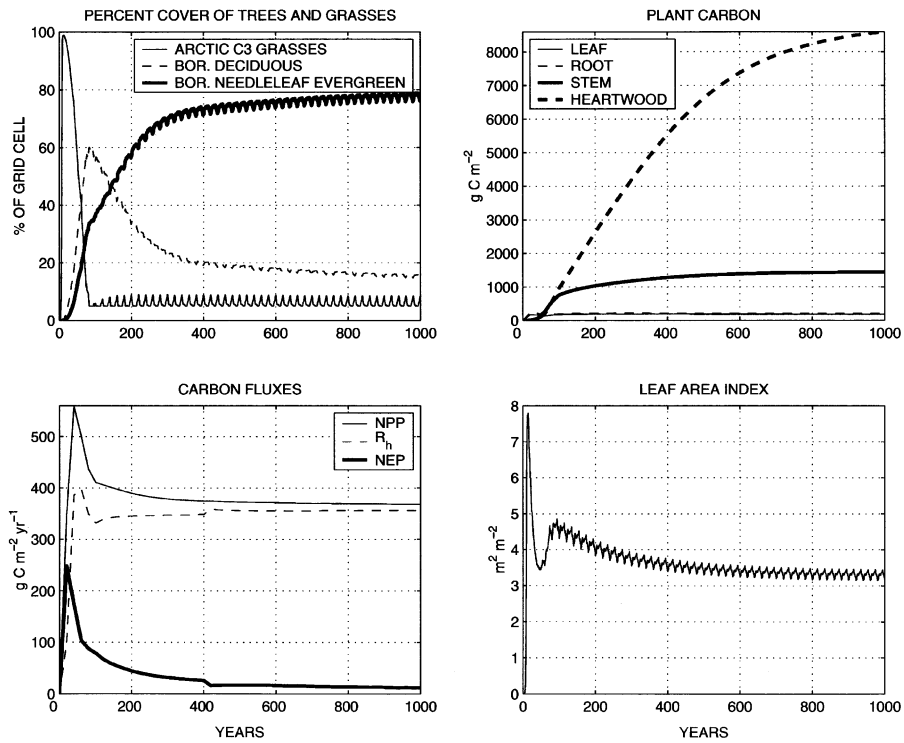 PERCENT COVER OF TREES AND GRASSES
% OF GRID CELL
100
80
60
40
20
0
ARCTIC C3 GRASSES
BOR. DECIDUOUS
BOR. NEEDLELEAF EVERGREEN
0 200 400 600 800 1000
PLANT CARBON
g C m−2
8000
7000
6000
5000
4000
3000
2000
1000
0
LEAF
ROOT
STEM
HEARTWOOD
0 200 400 600 800 1000
CARBON FLUXES
g C m−2 yr−1
500
400
300
200
100
0
NPP
Rh
NEP
0 200 400 600 800 1000
YEARS
LEAF AREA INDEX
m2 m−2
8
7
6
5
4
3
2
1
0
0 200 400 600 800 1000
YEARS